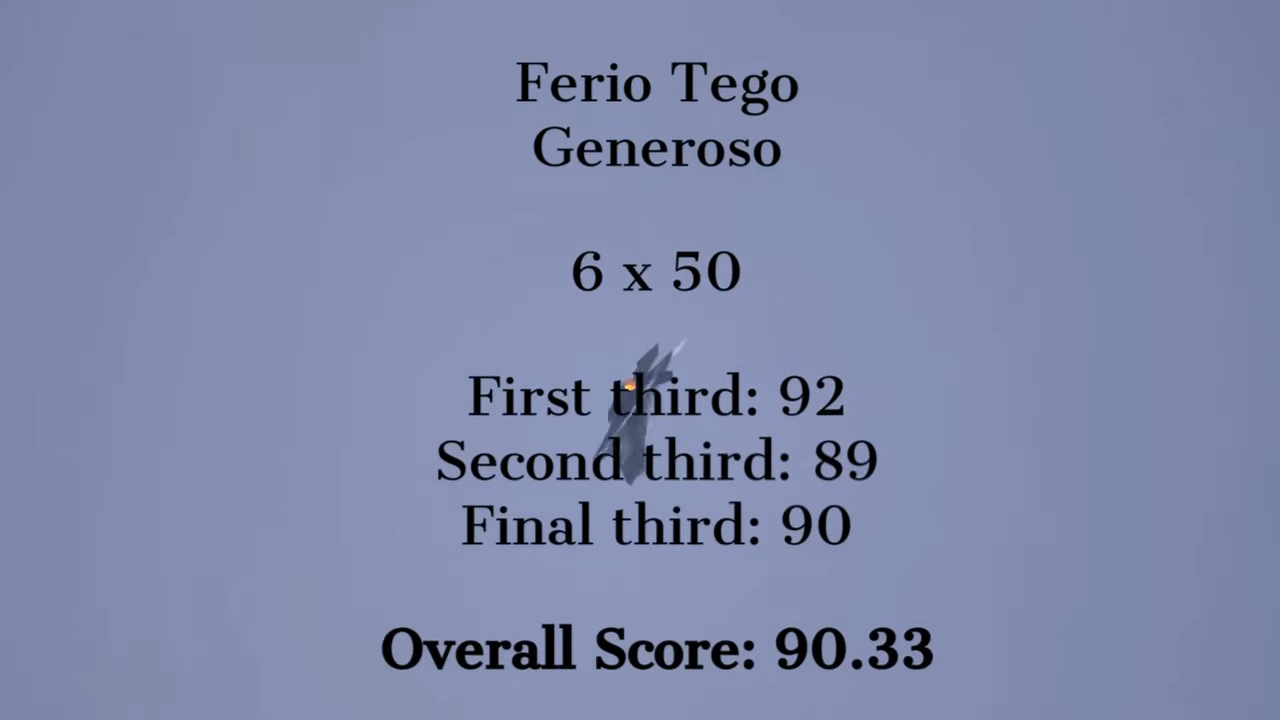 Ferio Tego
Generoso
6 x 50
First third: 92
Second third: 89
Final third: 90
Overall Score: 90.33